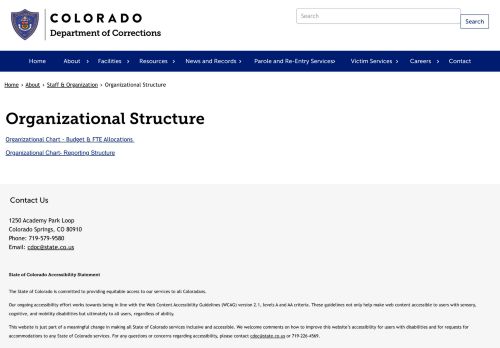 COLORADO
Department of Corrections
Search
Search
Home About › Facilities › Resources › News and Records › Parole and Re-Entry Services› Victim Services › Careers › Contact
Home › About › Staff & Organization › Organizational Structure
Organizational Structure
Organizational Chart - Budget & FTE Allocations
Organizational Chart- Reporting Structure
Contact Us
1250 Academy Park Loop
Colorado Springs, CO 80910
Phone: 719-579-9580
Email: cdoc@state.co.us
State of Colorado Accessibility Statement
The State of Colorado is committed to providing equitable access to our services to all Coloradans.
Our ongoing accessibility effort works towards being in line with the Web Content Accessibility Guidelines (WCAG) version 2.1, levels A and AA criteria. These guidelines not only help make web content accessible to users with sensory,
cognitive, and mobility disabilities but ultimately to all users, regardless of ability.
This website is just part of a meaningful change in making all State of Colorado services inclusive and accessible. We welcome comments on how to improve this website's accessibility for users with disabilities and for requests for
accommodations to any State of Colorado services. For any questions or concerns regarding accessibility, please contact cdoc@state.co.us or 719-226-4569.